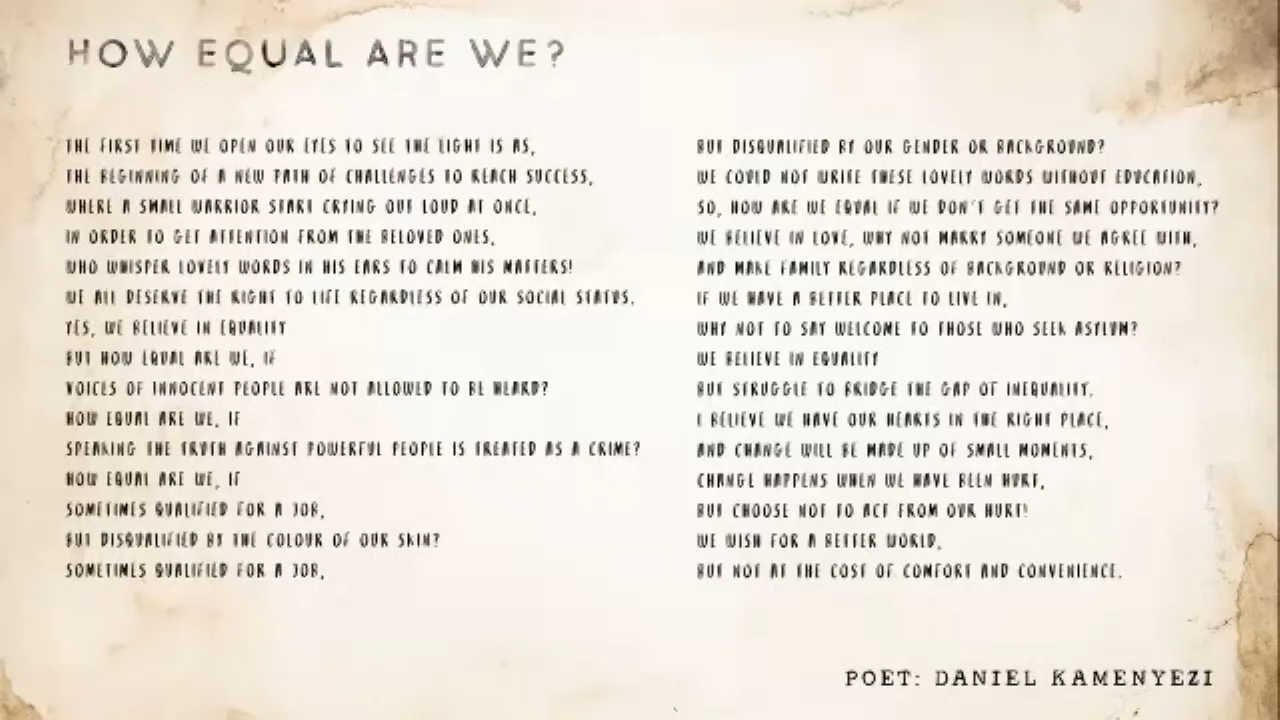 HOW EQUAL ARE WE?
THE FIRST TIME WE OPEN OUR EYES TO SEE THE LIGHT IS AS,
THE BEGINNING OF A NEW PATH OF CHALLENGES TO REACH SUCCESS,
WHERE A SMALL WARRIOR START CRYING OUT LOUD AT ONCE,
IN ORDER TO GET ATTENTION FROM THE BELOVED ONES,
WHO WHISPER LOVELY WORDS IN HIS EARS TO CALM HIS MATTERS!
WE ALL DESERVE THE RIGHT TO LIFE REGARDLESS OF OUR SOCIAL STATUS.
YES, WE BELIEVE IN EQUALITY
BUT HOW EQUAL ARE WE, IF
VOICES OF INNOCENT PEOPLE ARE NOT ALLOWED TO BE HEARD?
HOW EQUAL ARE WE, IF
SPEAKING THE TRUTH AGAINST POWERFUL PEOPLE IS TREATED AS A CRIME?
HOW EQUAL ARE WE, IF
SOMETIMES QUALIFIED FOR A JOB,
BUT DISQUALIFIED BY THE COLOUR OF OUR SKIN?
SOMETIMES QUALIFIED FOR A JOB,
BUT DISQUALIFIED BY OUR GENDER OR BACKGROUND?
WE COULD NOT WRITE THESE LOVELY WORDS WITHOUT EDUCATION,
SO, HOW ARE WE EQUAL IF WE DON'T GET THE SAME OPPORTUNITY?
WE BELIEVE IN LOVE, WHY NOT MARRY SOMEONE WE AGREE WITH,
AND MAKE FAMILY REGARDLESS OF BACKGROUND OR RELIGION?
IF WE HAVE A BETTER PLACE TO LIVE IN,
WHY NOT TO SAY WELCOME TO THOSE WHO SEEK ASYLUM?
WE BELIEVE IN EQUALITY
BUT STRUGGLE TO BRIDGE THE GAP OF INEQUALITY.
I BELIEVE WE HAVE OUR HEARTS IN THE RIGHT PLACE,
AND CHANGE WILL BE MADE UP OF SMALL MOMENTS,
CHANGE HAPPENS WHEN WE HAVE BEEN HURT,
BUT CHOOSE NOT TO ACT FROM OUR HURT!
WE WISH FOR A BETTER WORLD,
BUT NOT AT THE COST OF COMFORT AND CONVENIENCE.
POET: DANIEL KAMENYEZI